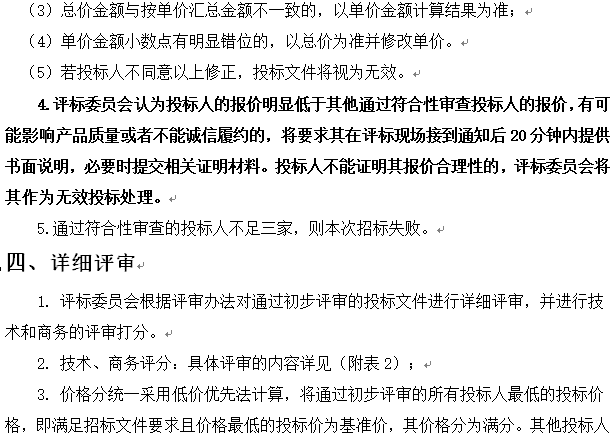 （3）总价金额与按单价汇总金额不一致的，以单价金额计算结果为准；
（4）单价金额小数点有明显错位的，以总价为准并修改单价。
（5）若投标人不同意以上修正，投标文件将视为无效。
4.评标委员会认为投标人的报价明显低于其他通过符合性审查投标人的报价，有可
能影响产品质量或者不能诚信履约的，将要求其在评标现场接到通知后 20 分钟内提供
书面说明，必要时提交相关证明材料。投标人不能证明其报价合理性的，评标委员会将
其作为无效投标处理。
5.通过符合性审查的投标人不足三家，则本次招标失败。
四、详细评审
1. 评标委员会根据评审办法对通过初步评审的投标文件进行详细评审，并进行技
术和商务的评审打分。
2. 技术、商务评分：具体评审的内容详见（附表 2）；
3. 价格分统一采用低价优先法计算，将通过初步评审的所有投标人最低的投标价
格，即满足招标文件要求且价格最低的投标价为基准价，其价格分为满分。其他投标人